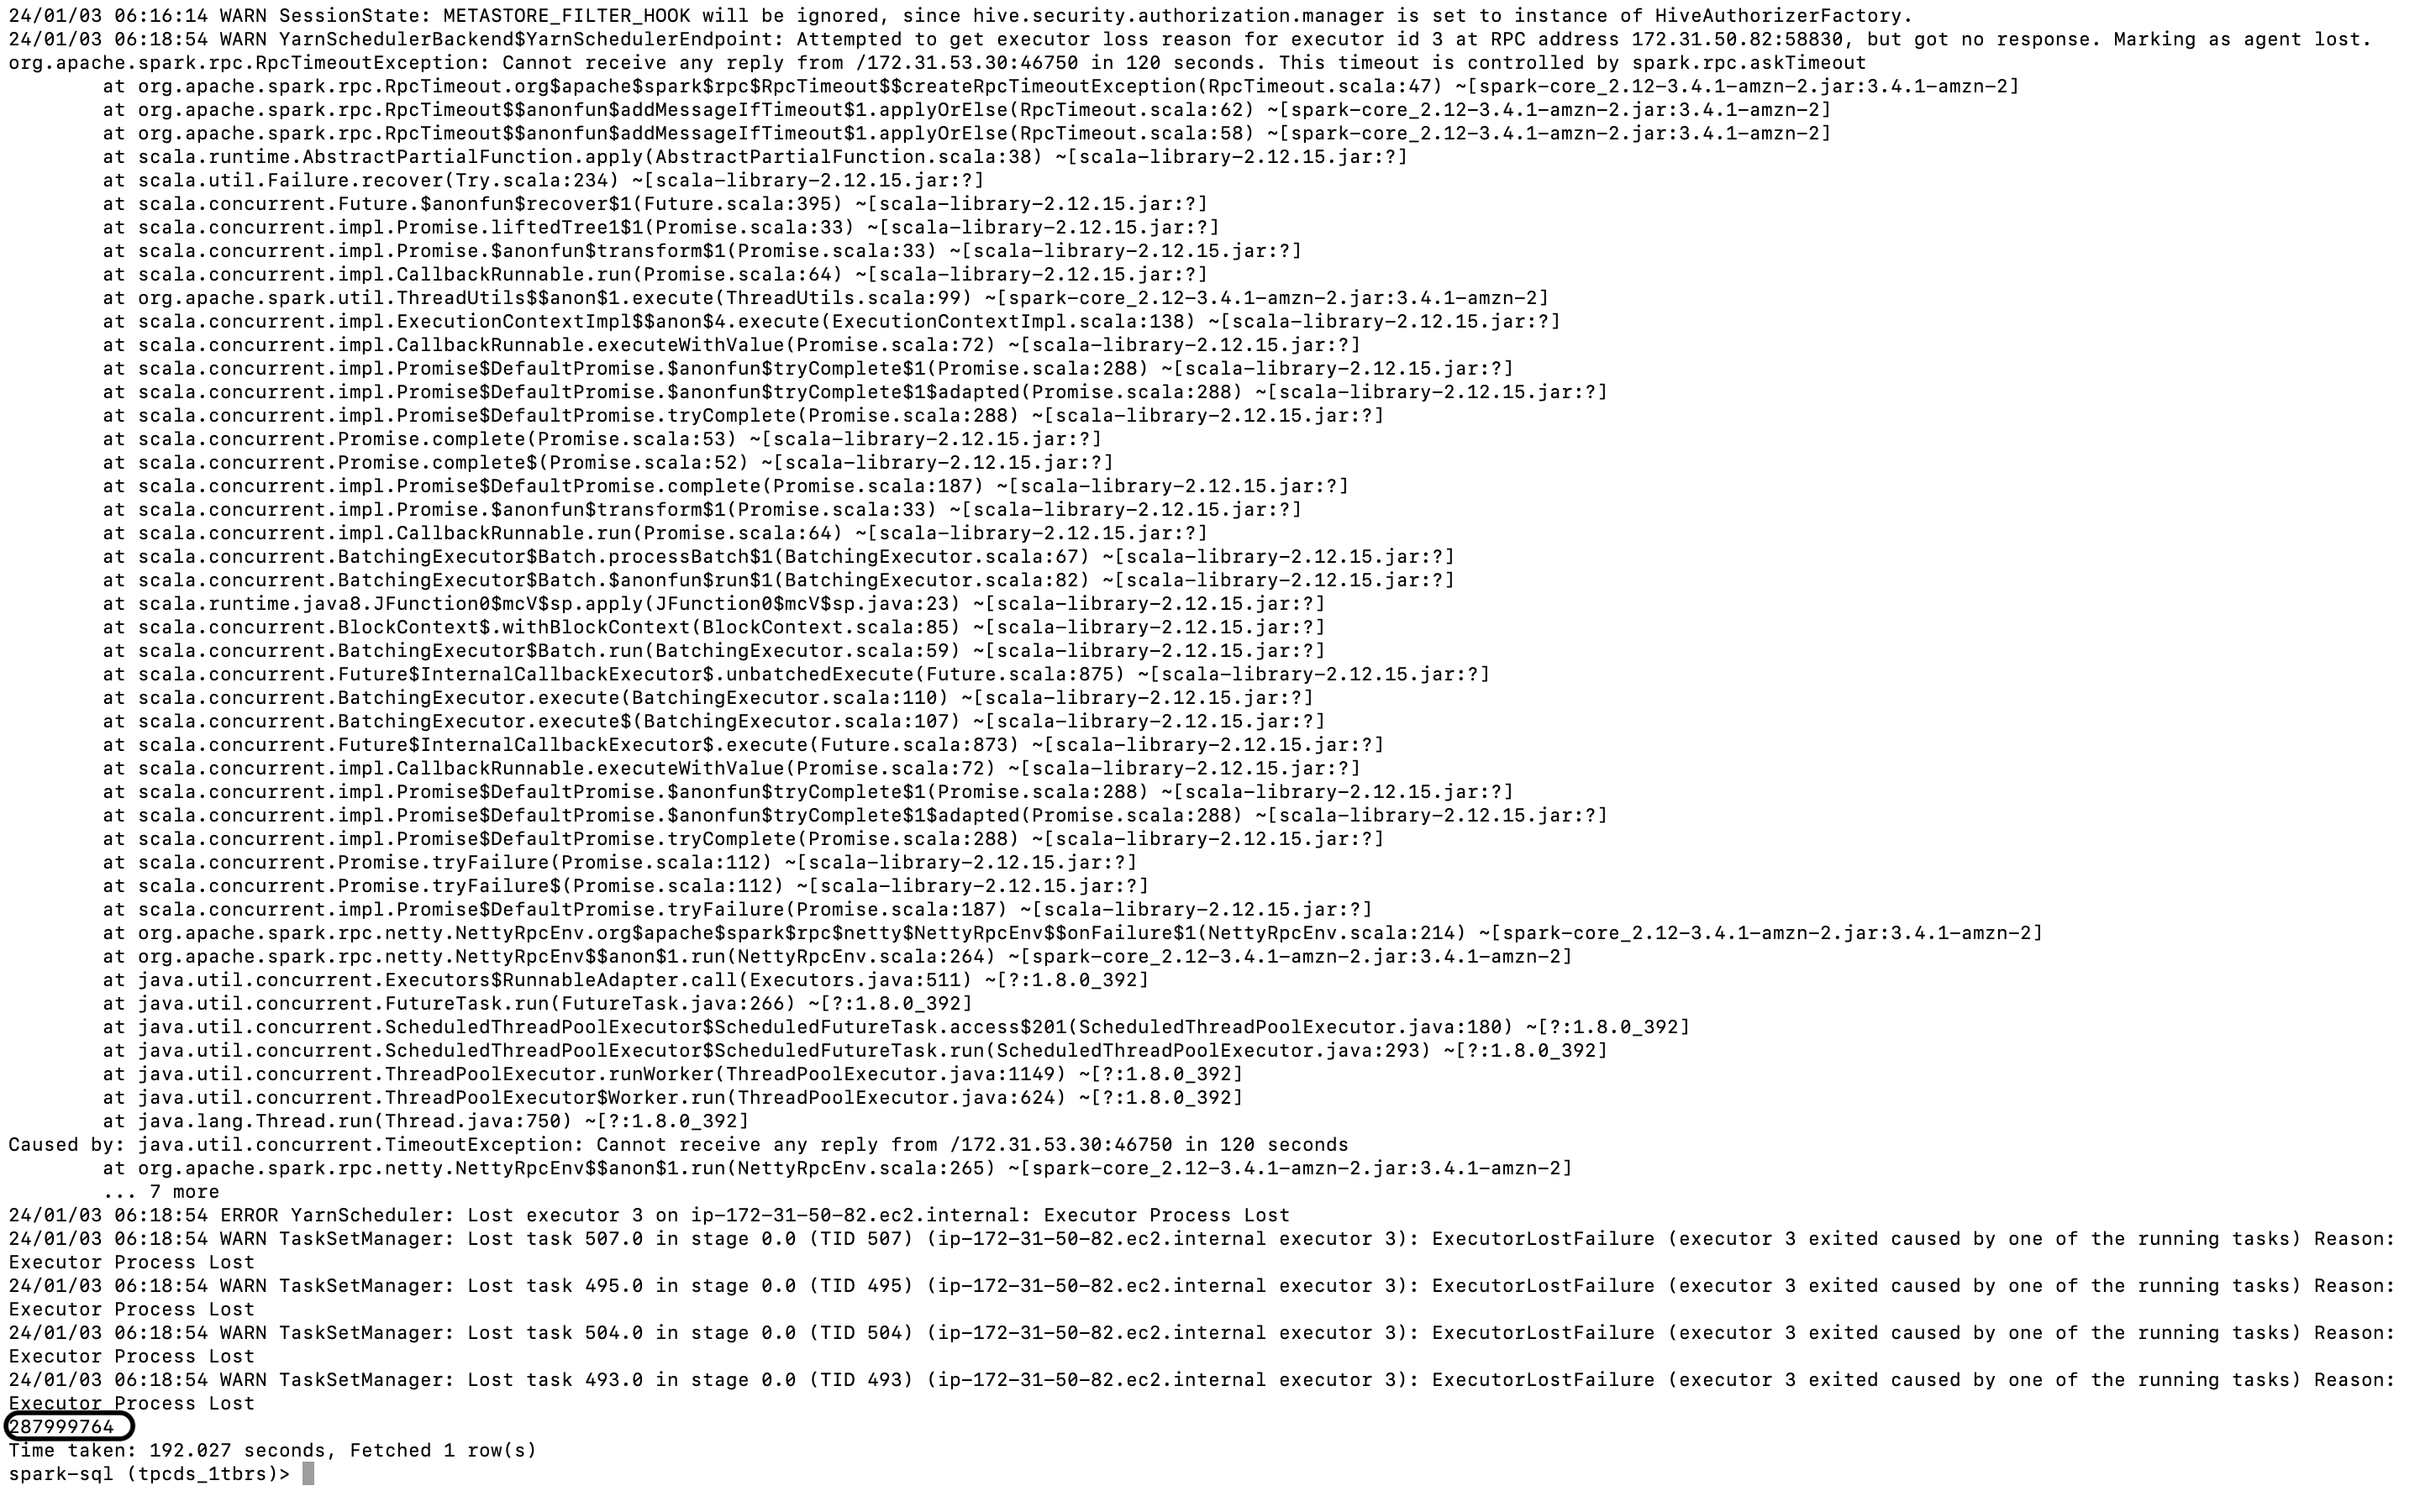 24/01/03 06:16:14 WARN SessionState: METASTORE_FILTER_HOOK will be ignored, since hive.security.authorization.manager is set to instance of HiveAuthorizerFactory.
24/01/03 06:18:54 WARN YarnSchedulerBackend$YarnSchedulerEndpoint: Attempted to get executor loss reason for executor id 3 at RPC address 172.31.50.82:58830, but got no response. Marking as agent lost.
org.apache.spark.rpc.RpcTimeoutException: Cannot receive any reply from /172.31.53.30:46750 in 120 seconds. This timeout is controlled by spark.rpc.askTimeout
at org.apache.spark.rpc.RpcTimeout.org$apache$spark$rpc$RpcTimeout$$createRpcTimeoutException(RpcTimeout.scala:47) ~[spark-core_2.12-3.4.1-amzn-2.jar:3.4.1-amzn-2]
at org.apache.spark.rpc.RpcTimeout$$anonfun$addMessageIfTimeout$1.applyOrElse(RpcTimeout.scala:62) ~[spark-core_2.12-3.4.1-amzn-2.jar:3.4.1-amzn-2]
at org.apache.spark.rpc.RpcTimeout$$anonfun$addMessageIfTimeout$1.applyOrElse(RpcTimeout.scala:58) ~[spark-core_2.12-3.4.1-amzn-2.jar:3.4.1-amzn-2]
at scala.runtime.AbstractPartialFunction.apply(AbstractPartialFunction.scala:38) ~[scala-library-2.12.15.jar:?]
at scala.util.Failure.recover(Try.scala:234) ~[scala-library-2.12.15.jar:?]
at scala.concurrent.Future.$anonfun$recover$1(Future.scala:395) ~[scala-library-2.12.15.jar:?]
at scala.concurrent.impl.Promise.liftedTree1$1(Promise.scala:33) ~[scala-library-2.12.15.jar:?]
at scala.concurrent.impl.Promise.$anonfun$transform$1(Promise.scala:33) ~[scala-library-2.12.15.jar:?]
at scala.concurrent.impl.CallbackRunnable.run(Promise.scala:64) ~[scala-library-2.12.15.jar:?]
at org.apache.spark.util.ThreadUtils$$anon$1.execute(ThreadUtils.scala:99) ~[spark-core_2.12-3.4.1-amzn-2.jar:3.4.1-amzn-2]
at scala.concurrent.impl.ExecutionContextImpl$$anon$4.execute(ExecutionContextImpl.scala:138) ~[scala-library-2.12.15.jar:?]
at scala.concurrent.impl.CallbackRunnable.executeWithValue(Promise.scala:72) ~[scala-library-2.12.15.jar:?]
at scala.concurrent.impl.Promise$DefaultPromise.$anonfun$tryComplete$1(Promise.scala:288) ~[scala-library-2.12.15.jar:?]
at scala.concurrent.impl.Promise$DefaultPromise.$anonfun$tryComplete$1$adapted(Promise.scala:288) ~[scala-library-2.12.15.jar:?]
at scala.concurrent.impl.Promise$DefaultPromise.tryComplete(Promise.scala:288) ~[scala-library-2.12.15.jar:?]
at scala.concurrent.Promise.complete(Promise.scala:53) ~[scala-library-2.12.15.jar:?]
at scala.concurrent.Promise.complete$(Promise.scala:52) ~[scala-library-2.12.15.jar:?]
at scala.concurrent.impl.Promise$DefaultPromise.complete(Promise.scala:187) ~[scala-library-2.12.15.jar:?]
at scala.concurrent.impl.Promise.$anonfun$transform$1(Promise.scala:33) ~[scala-library-2.12.15.jar:?]
at scala.concurrent.impl.CallbackRunnable.run(Promise.scala:64) ~[scala-library-2.12.15.jar:?]
at scala.concurrent.BatchingExecutor$Batch.processBatch$1(BatchingExecutor.scala:67) ~[scala-library-2.12.15.jar:?]
at scala.concurrent.BatchingExecutor$Batch.$anonfun$run$1(BatchingExecutor.scala:82) ~[scala-library-2.12.15.jar:?]
at scala.runtime.java8.JFunction0$mcV$sp.apply(JFunction0$mcV$sp.java:23) ~[scala-library-2.12.15.jar:?]
at scala.concurrent.BlockContext$.withBlockContext(BlockContext.scala:85) ~[scala-library-2.12.15.jar:?]
at scala.concurrent.BatchingExecutor$Batch.run(BatchingExecutor.scala:59) ~[scala-library-2.12.15.jar:?]
at scala.concurrent.Future$InternalCallbackExecutor$.unbatchedExecute(Future.scala:875) ~[scala-library-2.12.15.jar:?]
at scala.concurrent.BatchingExecutor.execute(BatchingExecutor.scala:110) ~[scala-library-2.12.15.jar:?]
at scala.concurrent.BatchingExecutor.execute$(BatchingExecutor.scala:107) ~[scala-library-2.12.15.jar:?]
at scala.concurrent.Future$InternalCallbackExecutor$.execute(Future.scala:873) ~[scala-library-2.12.15.jar:?]
at scala.concurrent.impl.CallbackRunnable.executeWithValue(Promise.scala:72) ~[scala-library-2.12.15.jar:?]
at scala.concurrent.impl.Promise$DefaultPromise.$anonfun$tryComplete$1(Promise.scala:288) ~[scala-library-2.12.15.jar:?]
at scala.concurrent.impl.Promise$DefaultPromise.$anonfun$tryComplete$1$adapted(Promise.scala:288) ~[scala-library-2.12.15.jar:?]
at scala.concurrent.impl.Promise$DefaultPromise.tryComplete(Promise.scala:288) ~[scala-library-2.12.15.jar:?]
at scala.concurrent.Promise.tryFailure(Promise.scala:112) ~[scala-library-2.12.15.jar:?]
at scala.concurrent.Promise.tryFailure$(Promise.scala:112) ~[scala-library-2.12.15.jar:?]
at scala.concurrent.impl.Promise$DefaultPromise.tryFailure(Promise.scala:187) ~[scala-library-2.12.15.jar:?]
at org.apache.spark.rpc.netty.NettyRpcEnv.org$apache$spark$rpc$netty$NettyRpcEnv$$onFailure$1(NettyRpcEnv.scala:214) ~[spark-core_2.12-3.4.1-amzn-2.jar:3.4.1-amzn-2]
at org.apache.spark.rpc.netty.NettyRpcEnv$$anon$1.run(NettyRpcEnv.scala:264) ~[spark-core_2.12-3.4.1-amzn-2.jar:3.4.1-amzn-2]
at java.util.concurrent.Executors$RunnableAdapter.call(Executors.java:511) ~[?:1.8.0_392]
at java.util.concurrent.FutureTask.run(FutureTask.java:266) ~[?:1.8.0_392]
at java.util.concurrent.ScheduledThreadPoolExecutor$ScheduledFutureTask.access$201(ScheduledThreadPoolExecutor.java:180) ~[?:1.8.0_392]
at java.util.concurrent.ScheduledThreadPoolExecutor$ScheduledFutureTask.run(ScheduledThreadPoolExecutor.java:293) ~[?:1.8.0_392]
at java.util.concurrent.ThreadPoolExecutor.runWorker(ThreadPoolExecutor.java:1149) ~[?:1.8.0_392]
at java.util.concurrent.ThreadPoolExecutor$Worker.run(ThreadPoolExecutor.java:624) ~[?:1.8.0_392]
at java.lang.Thread.run(Thread.java:750) ~[?:1.8.0_392]
Caused by: java.util.concurrent.TimeoutException: Cannot receive any reply from /172.31.53.30:46750 in 120 seconds
at org.apache.spark.rpc.netty.NettyRpcEnv$$anon$1.run(NettyRpcEnv.scala:265) ~[spark-core_2.12-3.4.1-amzn-2.jar:3.4.1-amzn-2]
... 7 more
24/01/03 06:18:54 ERROR YarnScheduler: Lost executor 3 on ip-172-31-50-82.ec2.internal: Executor Process Lost
24/01/03 06:18:54 WARN TaskSetManager: Lost task 507.0 in stage 0.0 (TID 507) (ip-172-31-50-82.ec2.internal executor 3): ExecutorLostFailure (executor 3 exited caused by one of the running tasks) Reason:
Executor Process Lost
24/01/03 06:18:54 WARN TaskSetManager: Lost task 495.0 in stage 0.0 (TID 495) (ip-172-31-50-82.ec2.internal executor 3): ExecutorLostFailure (executor 3 exited caused by one of the running tasks) Reason:
Executor Process Lost
24/01/03 06:18:54 WARN TaskSetManager: Lost task 504.0 in stage 0.0 (TID 504) (ip-172-31-50-82.ec2.internal executor 3): ExecutorLostFailure (executor 3 exited caused by one of the running tasks) Reason:
Executor Process Lost
24/01/03 06:18:54 WARN TaskSetManager: Lost task 493.0 in stage 0.0 (TID 493) (ip-172-31-50-82.ec2.internal executor 3): ExecutorLostFailure (executor 3 exited caused by one of the running tasks) Reason:
Executor Process Lost
287999764
Time taken: 192.027 seconds, Fetched 1 row(s)
spark-sql (tpcds_1tbrs)>